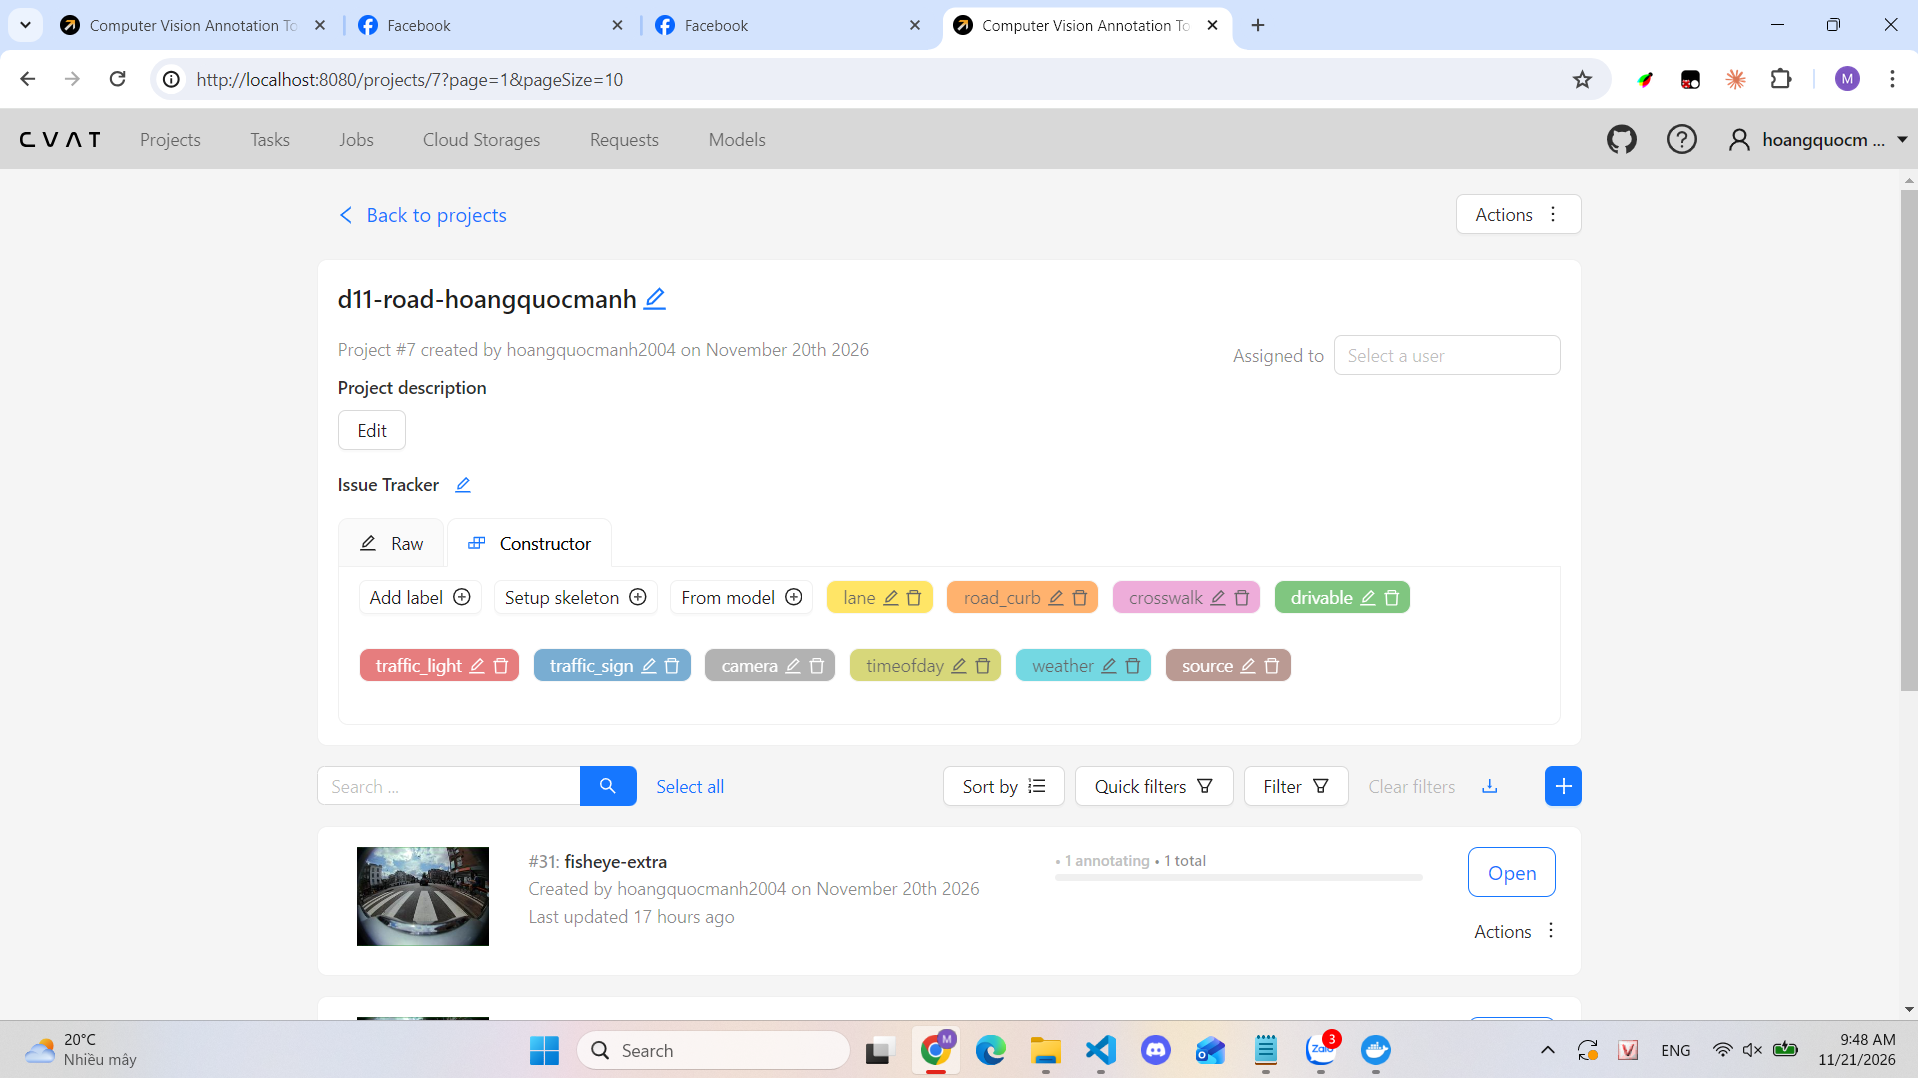 Computer Vision Annotation To
Facebook
Facebook
Computer Vision Annotation To
http://localhost:8080/projects/7?page=1&pageSize=10
M
CVAT
Projects
Tasks
Jobs
Cloud Storages
Requests
Models
hoangquocm ...
Back to projects
Actions
d11-road-hoangquocmanh
Project #7 created by hoangquocmanh2004 on November 20th 2026
Assigned to
Select a user
Project description
Edit
Issue Tracker
Raw
Constructor
Add label
Setup skeleton
From model
lane
road_curb
crosswalk
drivable
traffic_light
traffic_sign
camera
timeofday
weather
source
Search ...
Select all
Sort by
Quick filters
Filter
Clear filters
#31: fisheye-extra
Created by hoangquocmanh2004 on November 20th 2026
Last updated 17 hours ago
• 1 annotating • 1 total
Open
Actions
20°C
Nhiều mây
Search
M
Zalo
3
V
ENG
9:48 AM
11/21/2026